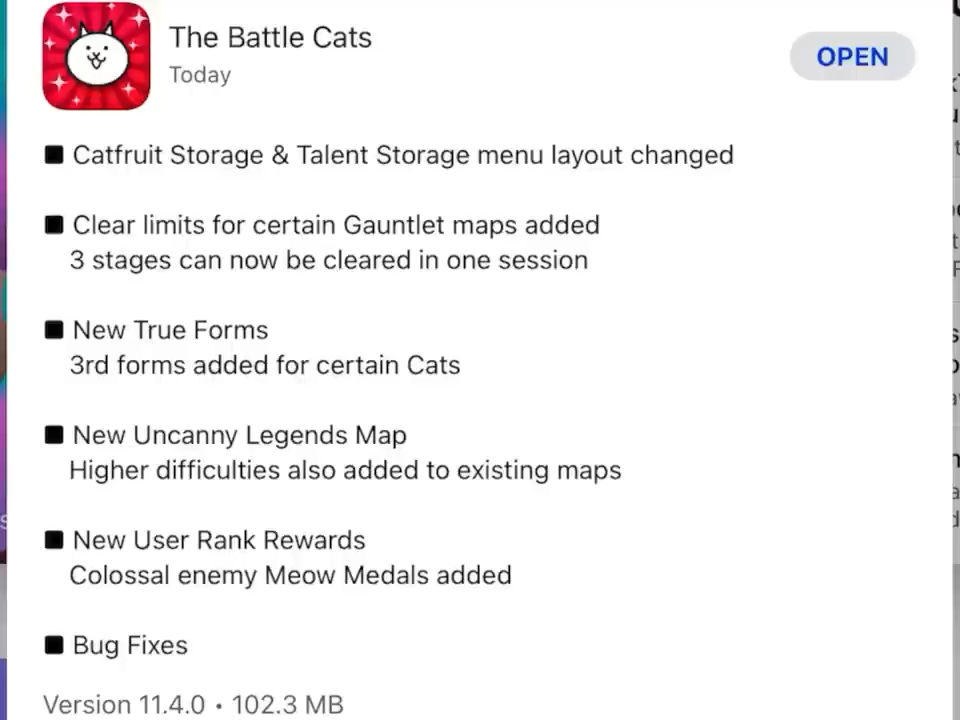 The Battle Cats
Today
OPEN
■ Catfruit Storage & Talent Storage menu layout changed
■ Clear limits for certain Gauntlet maps added
3 stages can now be cleared in one session
■ New True Forms
3rd forms added for certain Cats
■ New Uncanny Legends Map
Higher difficulties also added to existing maps
■ New User Rank Rewards
Colossal enemy Meow Medals added
■ Bug Fixes
Version 11.4.0 • 102.3 MB